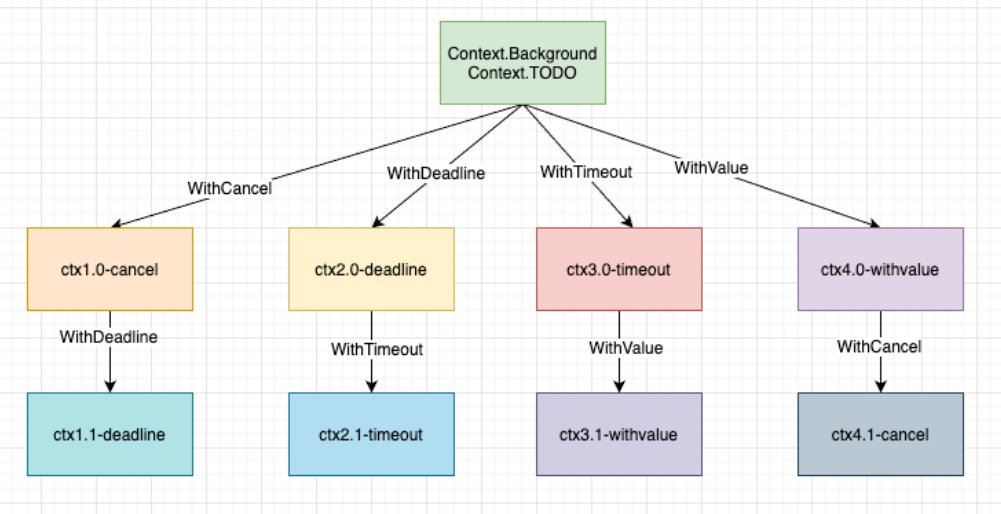 Context.Background
Context.TODO
WithCancel
WithDeadline
WithTimeout
WithValue
ctx1.0-cancel
ctx2.0-deadline
ctx3.0-timeout
ctx4.0-withvalue
WithDeadline
WithTimeout
WithValue
WithCancel
ctx1.1-deadline
ctx2.1-timeout
ctx3.1-withvalue
ctx4.1-cancel